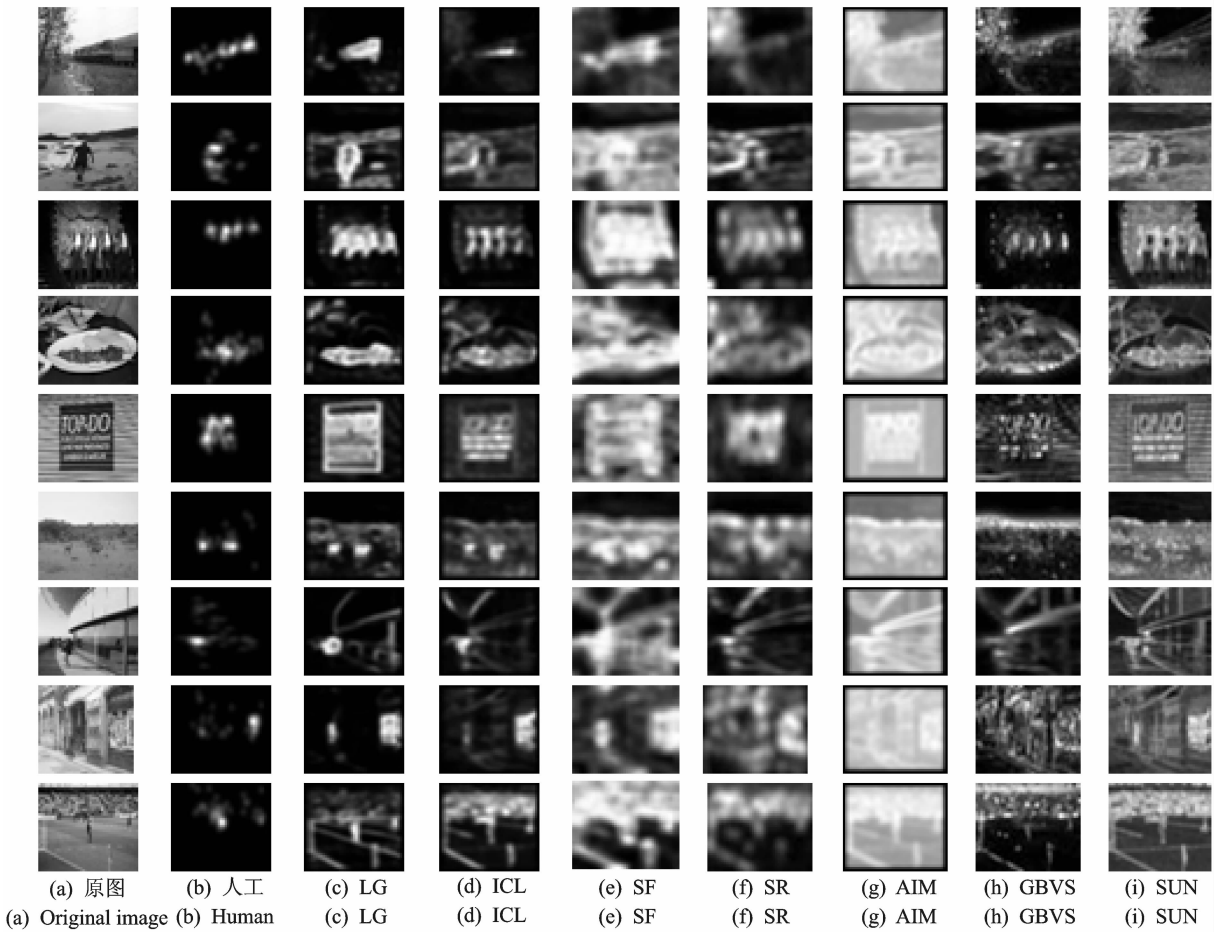 TOP-DO
(a) 原图 (b) 人工 (c) LG (d) ICL (e) SF (f) SR (g) AIM (h) GBVS (i) SUN
(a) Original image (b) Human (c) LG (d) ICL (e) SF (f) SR (g) AIM (h) GBVS (i) SUN